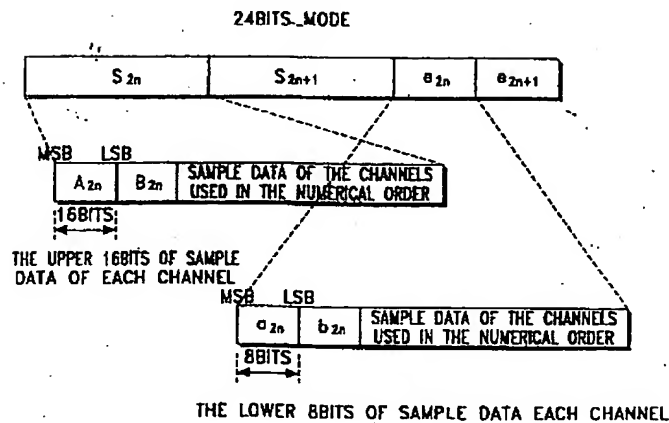 24BITS_MODE
S2n S2n+1 e2n e2n+1
MSB LSB
A2n B2n SAMPLE DATA OF THE CHANNELS
USED IN THE NUMERICAL ORDER
16BITS
THE UPPER 16BITS OF SAMPLE
DATA OF EACH CHANNEL
MSB LSB
a2n b2n SAMPLE DATA OF THE CHANNELS
USED IN THE NUMERICAL ORDER
8BITS
THE LOWER 8BITS OF SAMPLE DATA EACH CHANNEL